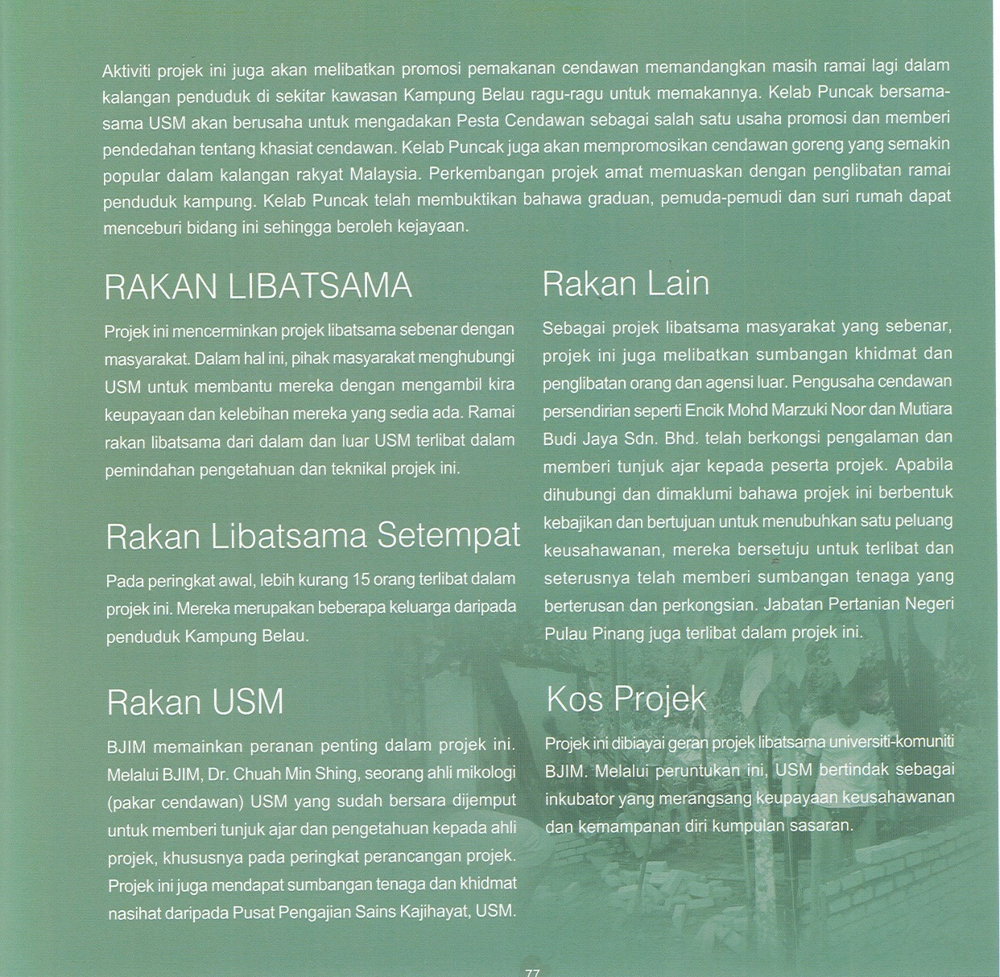 Aktiviti projek ini juga akan melibatkan promosi pemakanan cendawan memandangkan masih ramai lagi dalam
kalangan penduduk di sekitar kawasan Kampung Belau ragu-ragu untuk memakannya. Kelab Puncak bersama-
sama USM akan berusaha untuk mengadakan Pesta Cendawan sebagai salah satu usaha promosi dan memberi
pendedahan tentang khasiat cendawan. Kelab Puncak juga akan mempromosikan cendawan goreng yang semakin
popular dalam kalangan rakyat Malaysia. Perkembangan projek amat memuaskan dengan penglibatan ramai
penduduk kampung. Kelab Puncak telah membuktikan bahawa graduan, pemuda-pemudi dan suri rumah dapat
menceburi bidang ini sehingga beroleh kejayaan.
RAKAN LIBATSAMA
Projek ini mencerminkan projek libatsama sebenar dengan
masyarakat. Dalam hal ini, pihak masyarakat menghubungi
USM untuk membantu mereka dengan mengambil kira
keupayaan dan kelebihan mereka yang sedia ada. Ramai
rakan libatsama dari dalam dan luar USM terlibat dalam
pemindahan pengetahuan dan teknikal projek ini.
Rakan Libatsama Setempat
Pada peringkat awal, lebih kurang 15 orang terlibat dalam
projek ini. Mereka merupakan beberapa keluarga daripada
penduduk Kampung Belau.
Rakan USM
BJIM memainkan peranan penting dalam projek ini.
Melalui BJIM, Dr. Chuah Min Shing, seorang ahli mikologi
(pakar cendawan) USM yang sudah bersara dijemput
untuk memberi tunjuk ajar dan pengetahuan kepada ahli
projek, khususnya pada peringkat perancangan projek.
Projek ini juga mendapat sumbangan tenaga dan khidmat
nasihat daripada Pusat Pengajian Sains Kajihayat, USM.
Rakan Lain
Sebagai projek libatsama masyarakat yang sebenar,
projek ini juga melibatkan sumbangan khidmat dan
penglibatan orang dan agensi luar. Pengusaha cendawan
persendirian seperti Encik Mohd Marzuki Noor dan Mutiara
Budi Jaya Sdn. Bhd. telah berkongsi pengalaman dan
memberi tunjuk ajar kepada peserta projek. Apabila
dihubungi dan dimaklumi bahawa projek ini berbentuk
kebajikan dan bertujuan untuk menubuhkan satu peluang
keusahawanan, mereka bersetuju untuk terlibat dan
seterusnya telah memberi sumbangan tenaga yang
berterusan dan perkongsian. Jabatan Pertanian Negeri
Pulau Pinang juga terlibat dalam projek ini.
Kos Projek
Projek ini dibiayai geran projek libatsama universiti-komuniti
BJIM. Melalui peruntukan ini, USM bertindak sebagai
inkubator yang merangsang keupayaan keusahawanan
dan kemampanan diri kumpulan sasaran.
77